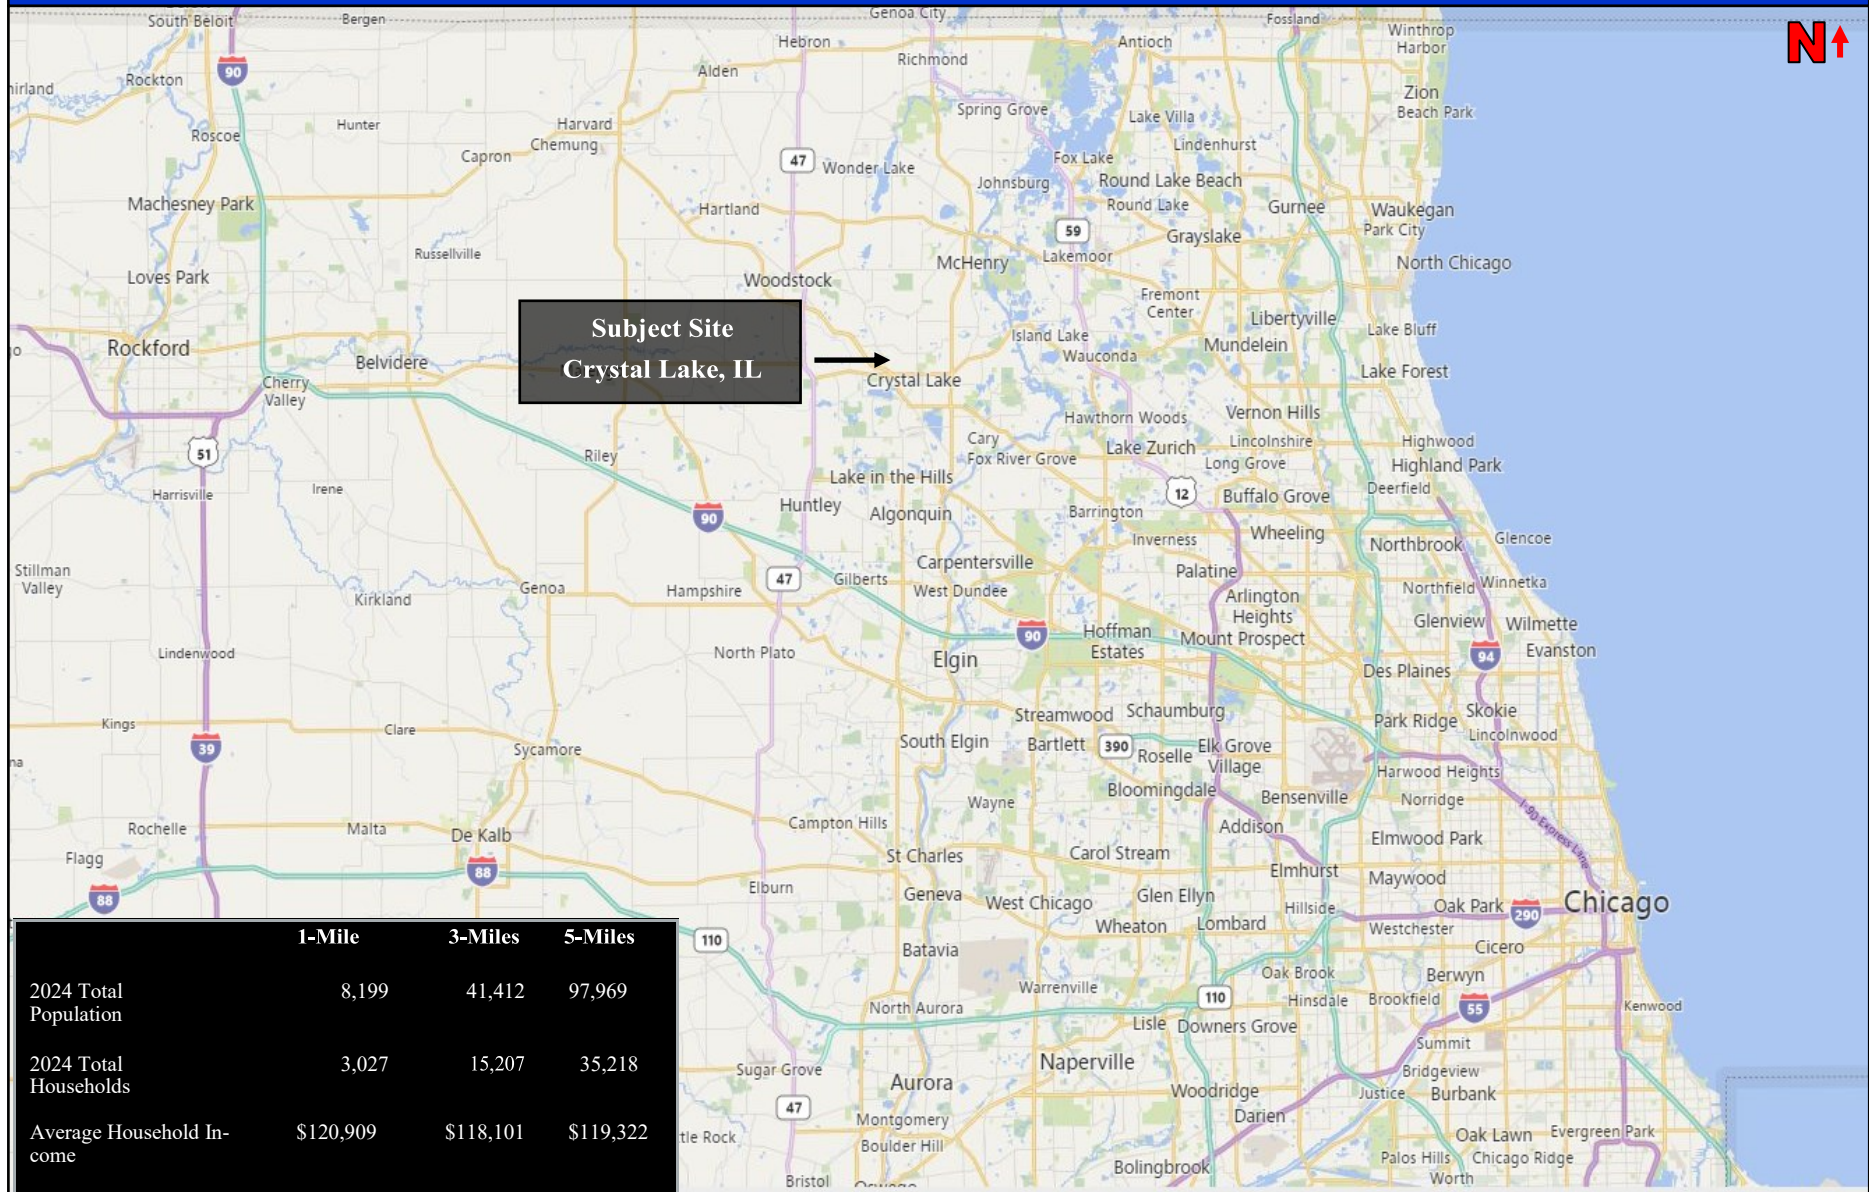 South Beloit
Bergen
Genoa City
Fossland
Winthrop
Harbor
N
Hebron
Antioch
Richmond
Alden
90
Rockton
Zion
Beach Park
Spring Grove
Lake Villa
Hunter
Harvard
Chemung
Roscoe
Capron
Lindenhurst
47
Wonder Lake
Fox Lake
Johnsburg
Round Lake Beach
Round Lake
Machesney Park
Hartland
Gurnee
Waukegan
Park City
59
Grayslake
Russellville
McHenry
Lakemoor
North Chicago
Loves Park
Woodstock
Fremont
Center
Libertyville
Lake Bluff
Subject Site
Crystal Lake, IL
Island Lake
Wauconda
Mundelein
Rockford
Belvidere
Crystal Lake
Lake Forest
Cherry
Valley
Hawthorn Woods
Vernon Hills
51
Riley
Cary
Fox River Grove
Lake Zurich
Lincolnshire
Long Grove
Highwood
Highland Park
Harrisville
Irene
Lake in the Hills
12
Buffalo Grove
Deerfield
Huntley
Algonquin
Barrington
90
Inverness
Wheeling
Northbrook
Glencoe
Stillman
Valley
Kirkland
Genoa
Hampshire
47
Gilberts
Carpentersville
West Dundee
Palatine
Arlington
Heights
Northfield
Winnetka
Glenview
Wilmette
90
Hoffman
Estates
Mount Prospect
Evanston
94
Lindenwood
North Plato
Elgin
Des Plaines
Kings
Clare
39
Sycamore
Streamwood
Schaumburg
Park Ridge
Skokie
Lincolnwood
South Elgin
Bartlett
390
Roselle
Elk Grove
Village
Harwood Heights
Wayne
Bloomingdale
Bensenville
Norridge
I-90 Express Lane
Rochelle
Malta
De Kalb
Campton Hills
Addison
Elmwood Park
Flagg
88
88
St Charles
Carol Stream
Elmhurst
Maywood
Elburn
Geneva
West Chicago
Glen Ellyn
Hillside
Oak Park
290
Chicago
Wheaton
Lombard
Westchester
Cicero
110
Batavia
Oak Brook
Berwyn
Warrenville
110
Hinsdale
Brookfield
55
Kenwood
North Aurora
Lisle
Downers Grove
Summit
Naperville
Bridgeview
Sugar Grove
Aurora
Woodridge
Justice
Burbank
47
Montgomery
Darien
Boulder Hill
Oak Lawn
Evergreen Park
Bolingbrook
Palos Hills
Chicago Ridge
Worth
Bristol
1-Mile 3-Miles 5-Miles
2024 Total
Population 8,199 41,412 97,969
2024 Total
Households 3,027 15,207 35,218
Average Household In-
come $120,909 $118,101 $119,322